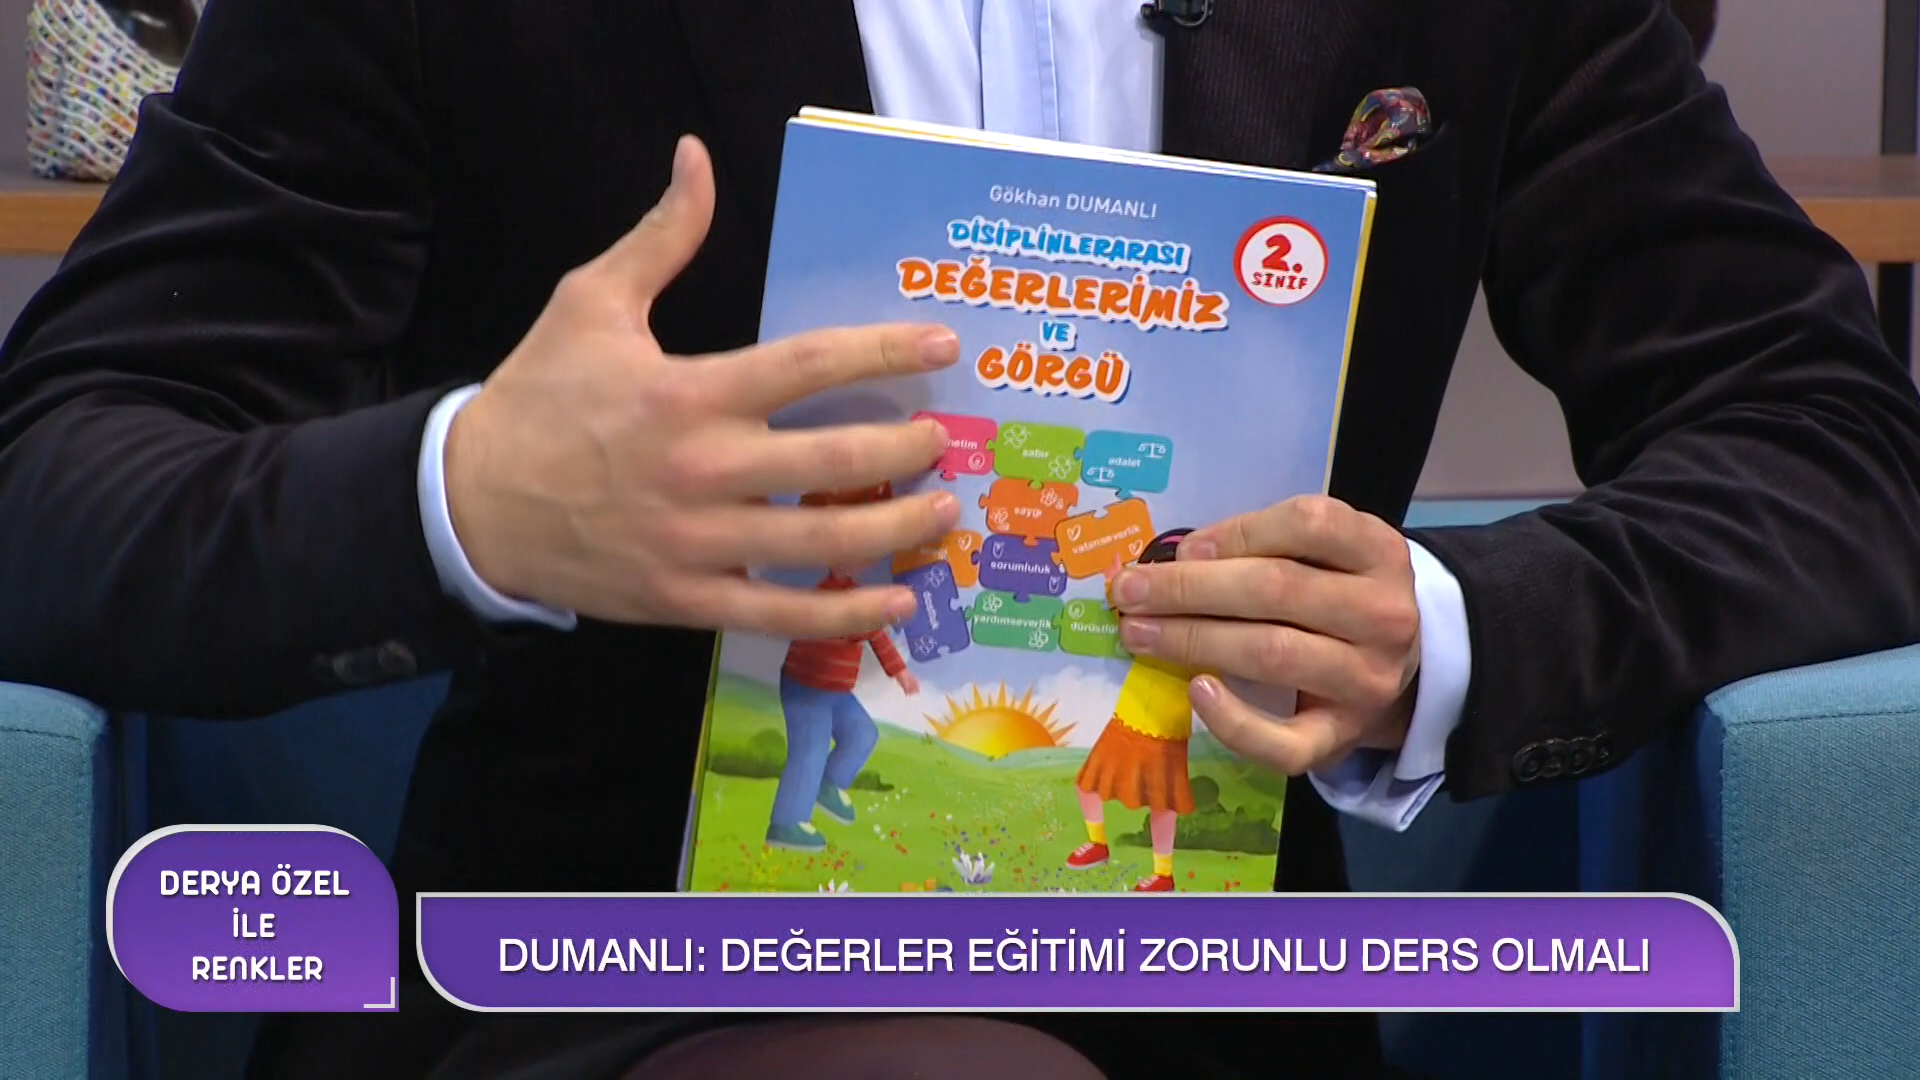 Gökhan DUMANLI
DİSİPLİNLERARASI
DEĞERLERİMİZ
VE
GÖRGÜ
2.
SINIF
sabır
adalet
saygı
vatanseverlik
sorumluluk
dostluk
yardımseverlik
DERYA ÖZEL
İLE
RENKLER
DUMANLI: DEĞERLER EĞİTİMİ ZORUNLU DERS OLMALI